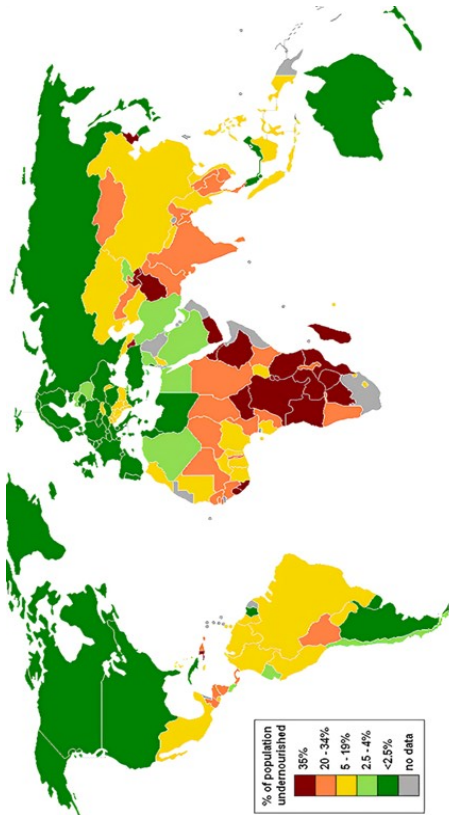 % of population
undernourished
35%
20 - 34%
5 - 19%
2.5 - 4%
<2.5%
no data